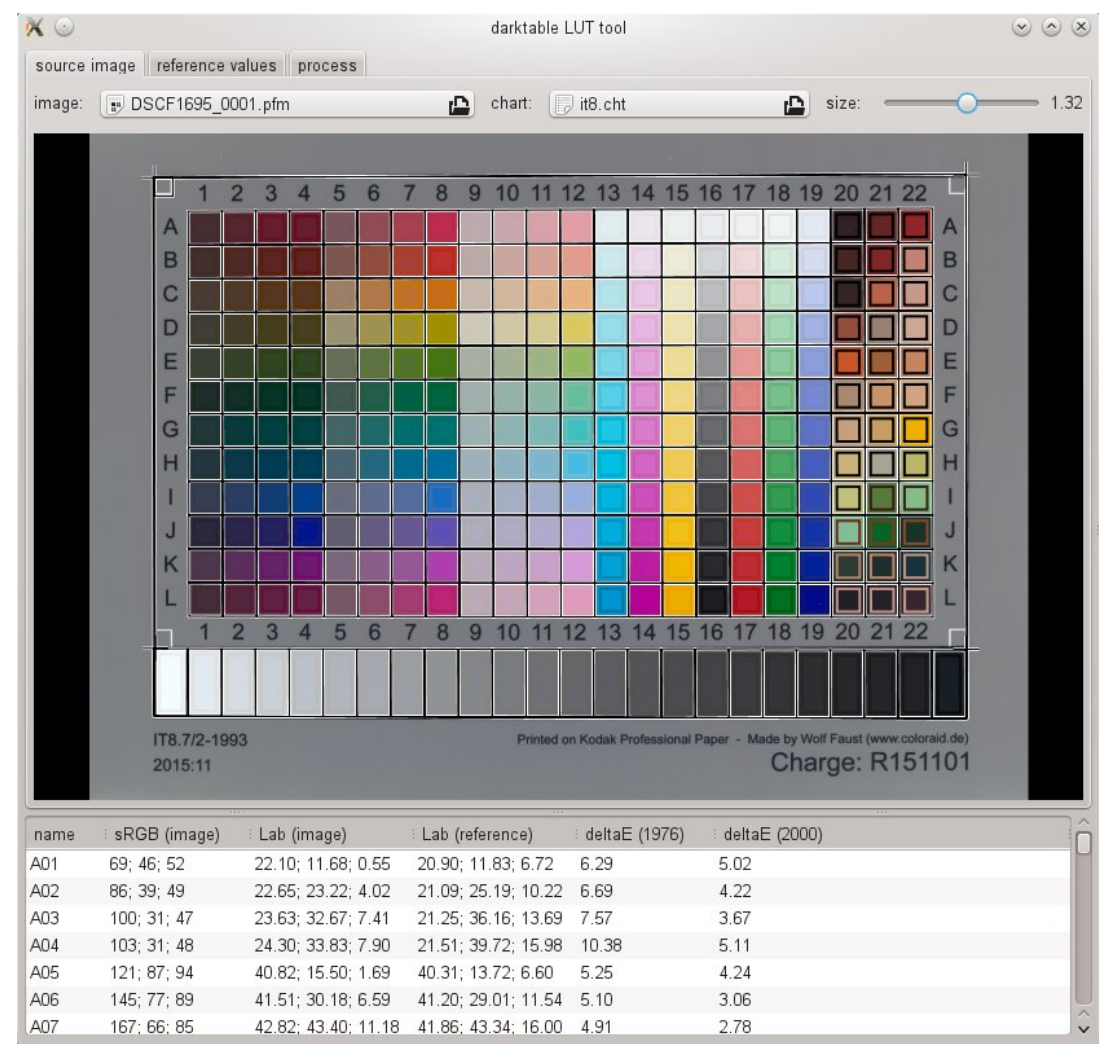 darktable LUT tool
source image reference values process
image: DSCF1695_0001.pfm chart: it8.cht size: 1.32
1 2 3 4 5 6 7 8 9 10 11 12 13 14 15 16 17 18 19 20 21 22
A A
B B
C C
D D
E E
F F
G G
H H
I I
J J
K K
L L
1 2 3 4 5 6 7 8 9 10 11 12 13 14 15 16 17 18 19 20 21 22
IT8.7/2-1993 Printed on Kodak Professional Paper - Made by Wolf Faust (www.coloraid.de)
2015:11 Charge: R151101
name sRGB (image) Lab (image) Lab (reference) deltaE (1976) deltaE (2000)
A01 69; 46; 52 22.10; 11.68; 0.55 20.90; 11.83; 6.72 6.29 5.02
A02 86; 39; 49 22.65; 23.22; 4.02 21.09; 25.19; 10.22 6.69 4.22
A03 100; 31; 47 23.63; 32.67; 7.41 21.25; 36.16; 13.69 7.57 3.67
A04 103; 31; 48 24.30; 33.83; 7.90 21.51; 39.72; 15.98 10.38 5.11
A05 121; 87; 94 40.82; 15.50; 1.69 40.31; 13.72; 6.60 5.25 4.24
A06 145; 77; 89 41.51; 30.18; 6.59 41.20; 29.01; 11.54 5.10 3.06
A07 167; 66; 85 42.82; 43.40; 11.18 41.86; 43.34; 16.00 4.91 2.78